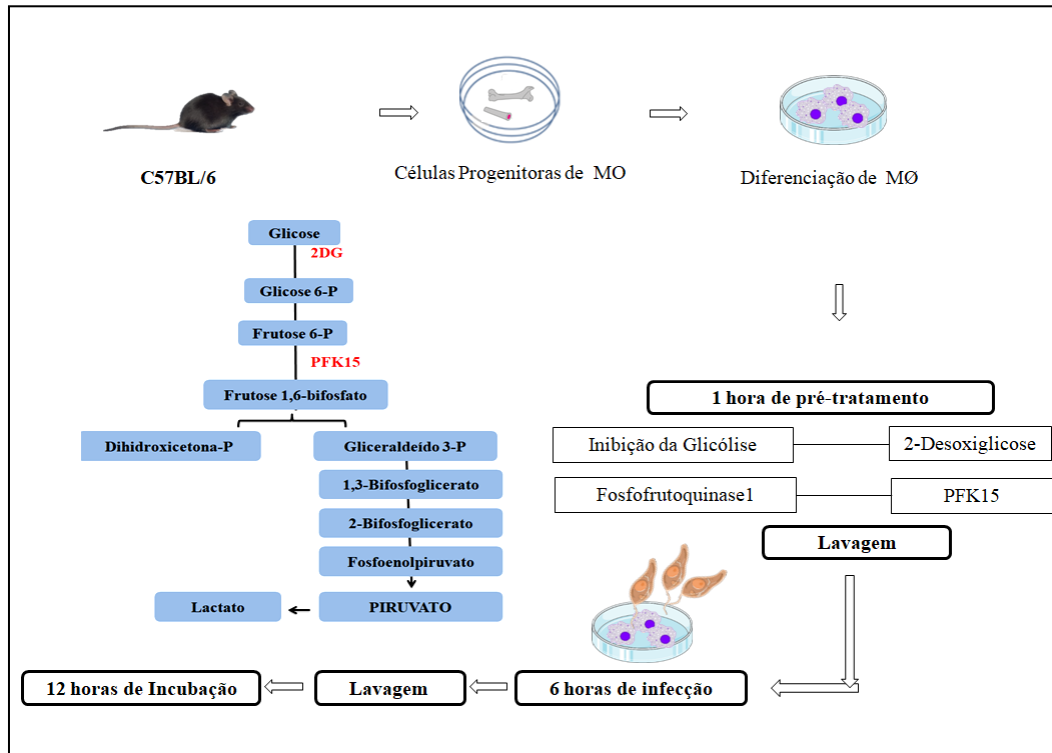 C57BL/6
Células Progenitoras de MO
Diferenciação de MØ
Glicose
2DG
Glicose 6-P
Frutose 6-P
PFK15
Frutose 1,6-bifosfato
Dihidroxicetona-P
Gliceraldeído 3-P
1,3-Bifosfoglicerato
2-Bifosfoglicerato
Fosfoenolpiruvato
Lactato
PIRUVATO
1 hora de pré-tratamento
Inibição da Glicólise
2-Desoxiglicose
Fosfofrutoquinase1
PFK15
Lavagem
6 horas de infecção
Lavagem
12 horas de Incubação